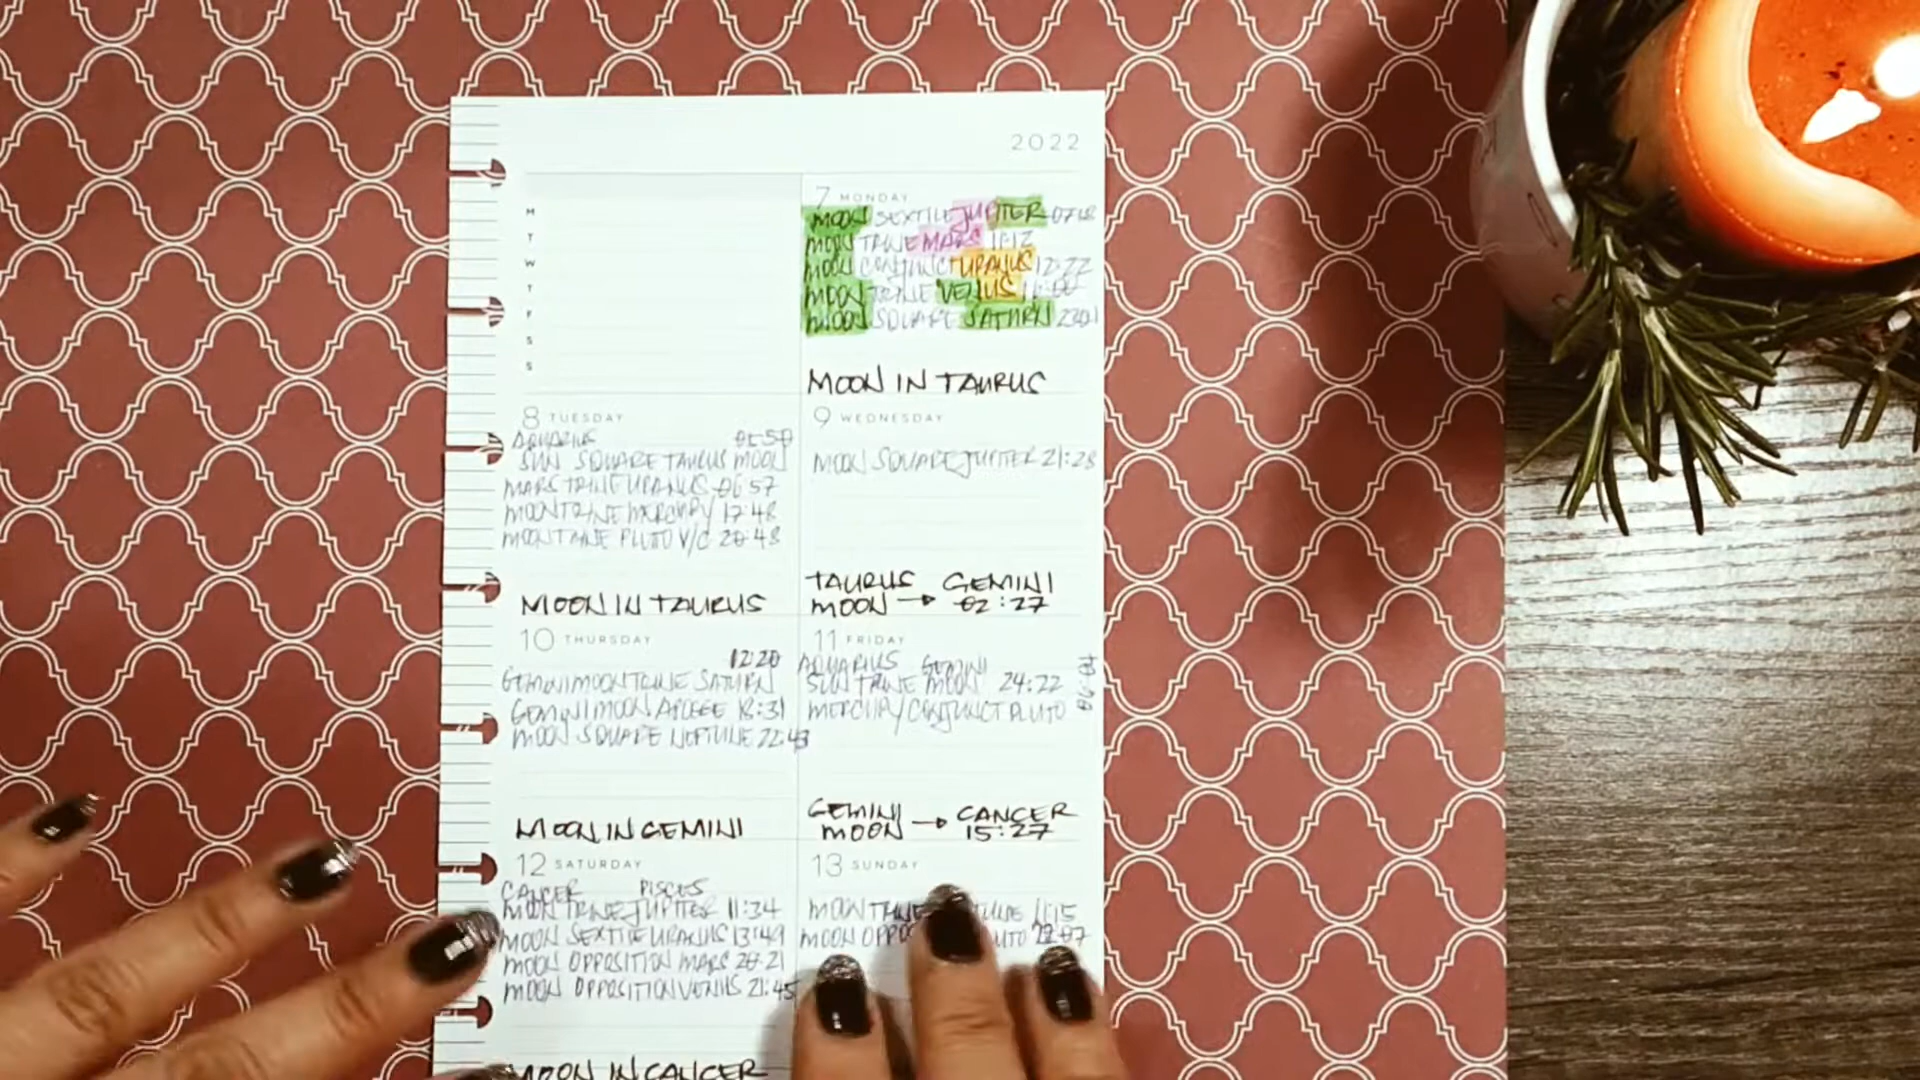 2022
M
T
W
T
F
S
S
7 MONDAY
MOON SEXTILE JUPITER
MOON TRINE MARS 11:12
MOON CONJUNCT URANUS 12:22
MOON TRINE VENUS
MOON SQUARE SATURN 23:01
MOON IN TAURUS
8 TUESDAY
AQUARIUS
SUN SQUARE TAURUS MOON
MARS TRINE URANUS 06:57
MOON TRINE MERCURY 17:48
MOON TRINE PLUTO V/C 20:48
MOON IN TAURUS
9 WEDNESDAY
MOON SQUARE JUPITER 21:28
TAURUS GEMINI
MOON → 02:27
10 THURSDAY
12:20
GEMINI MOON TRINE SATURN
GEMINI MOON APOGEE 18:31
MOON SQUARE NEPTUNE 22:43
MOON IN GEMINI
11 FRIDAY
AQUARIUS GEMINI
SUN TRINE MOON 24:22
MERCURY CONJUNCT PLUTO
GEMINI CANCER
MOON → 15:27
12 SATURDAY
CANCER PISCES
MOON TRINE JUPITER 11:34
MOON SEXTILE URANUS 13:49
MOON OPPOSITION MARS 20:21
MOON OPPOSITION VENUS 21:45
MOON IN CANCER
13 SUNDAY
MOON 11:15
MOON